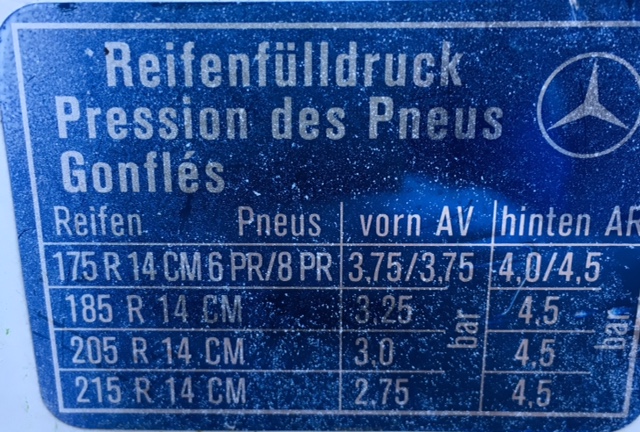 Reifenfülldruck
Pression des Pneus
Gonflés
Reifen Pneus vorn AV hinten AR
175 R 14 CM 6 PR/8 PR 3,75/3,75 4,0/4,5
185 R 14 CM 3,25 bar 4,5 bar
205 R 14 CM 3,0 4,5
215 R 14 CM 2,75 4,5